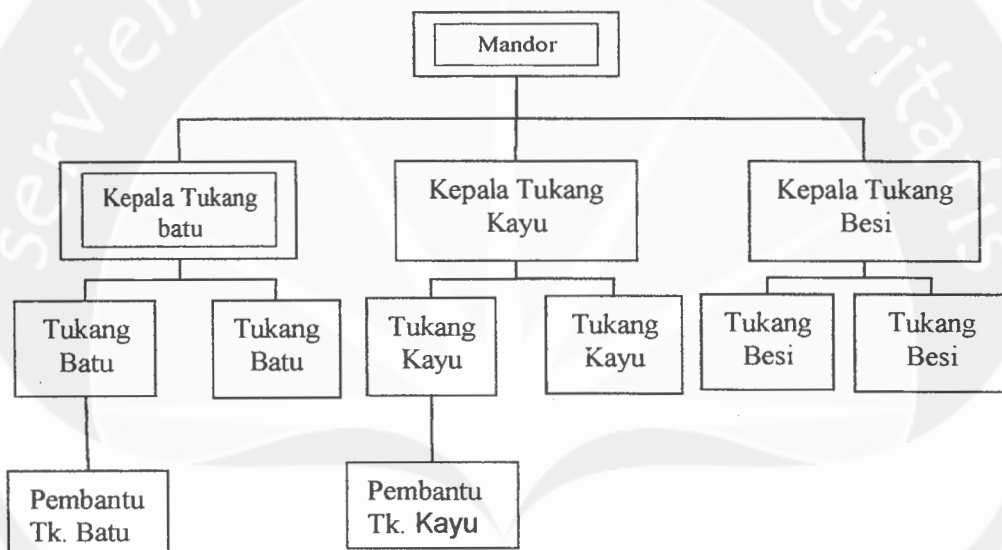 Mandor
Kepala Tukang
batu
Kepala Tukang
Kayu
Kepala Tukang
Besi
Tukang
Batu
Tukang
Batu
Tukang
Kayu
Tukang
Kayu
Tukang
Besi
Tukang
Besi
Pembantu
Tk. Batu
Pembantu
Tk. Kayu